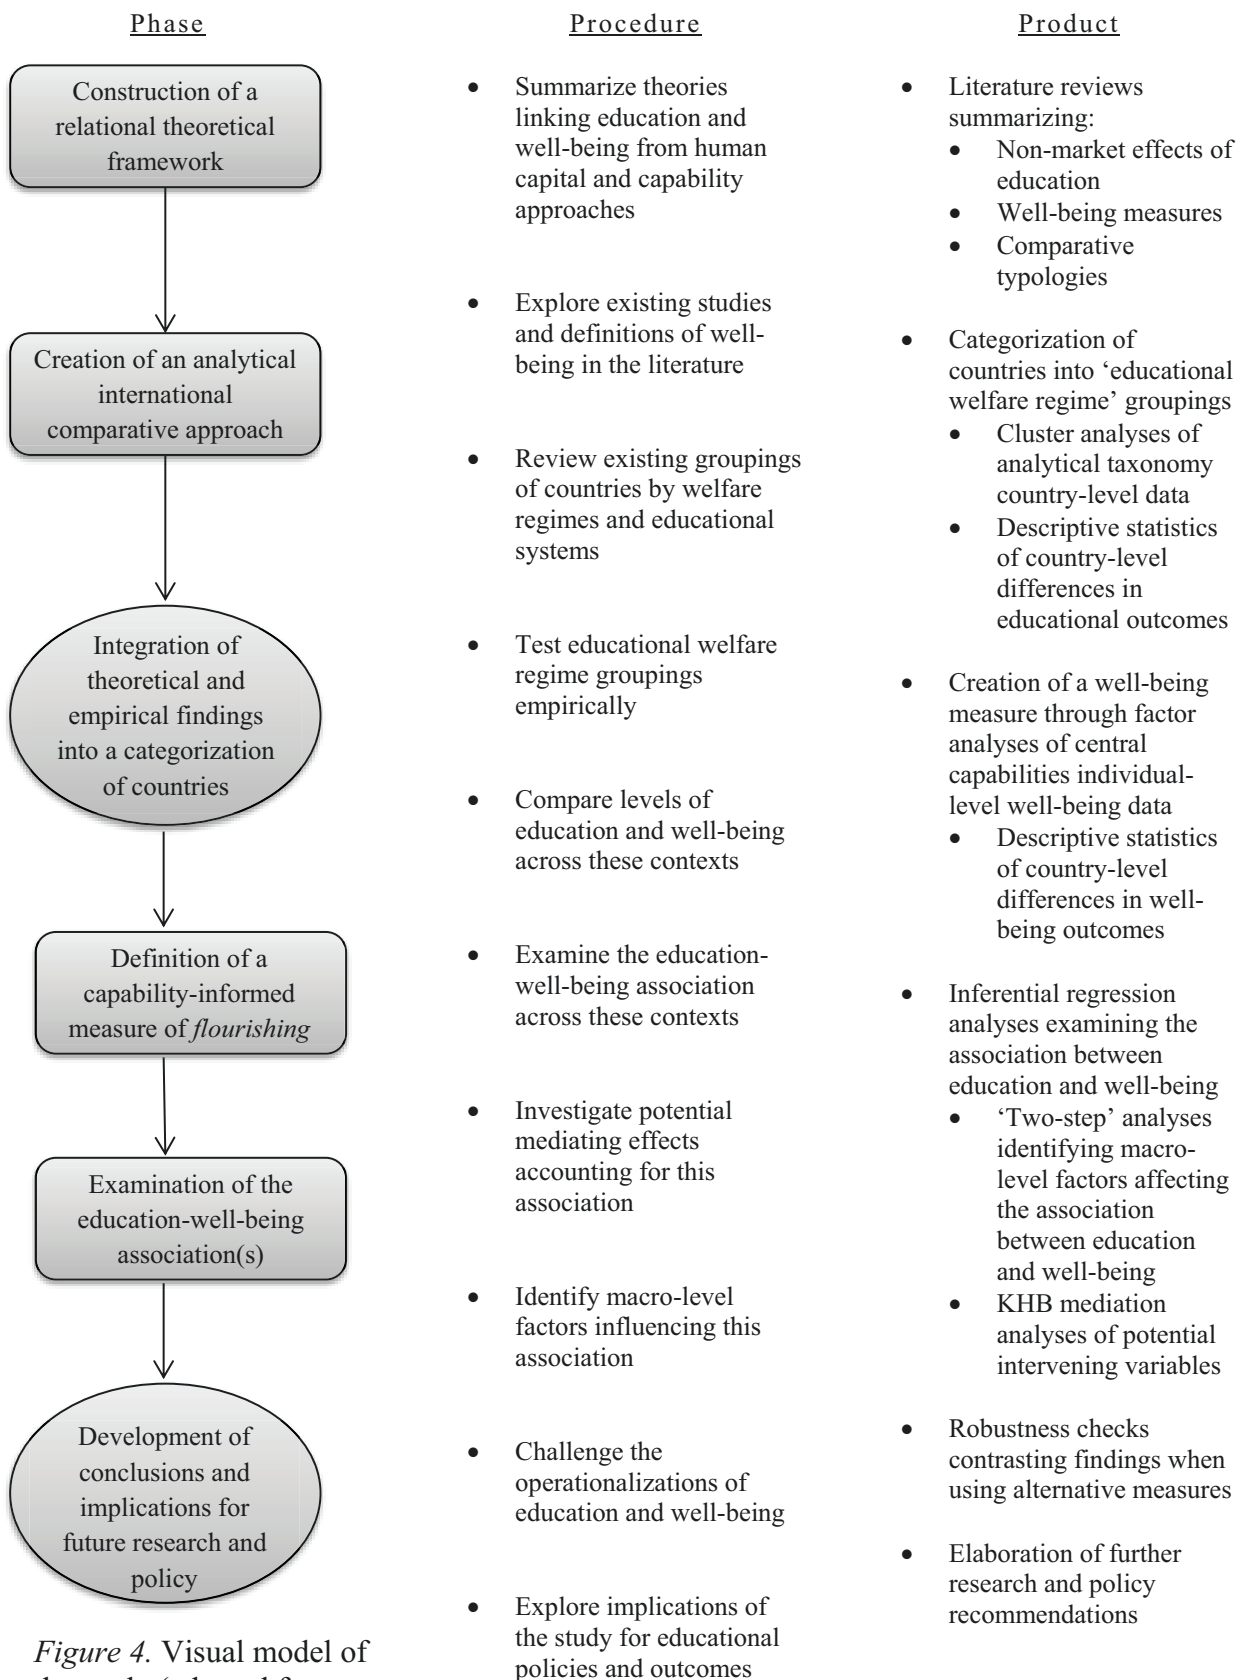 Phase
Construction of a
relational theoretical
framework
Creation of an analytical
international
comparative approach
Integration of
theoretical and
empirical findings
into a categorization
of countries
Definition of a
capability-informed
measure of flourishing
Examination of the
education-well-being
association(s)
Development of
conclusions and
implications for
future research and
policy
Figure 4. Visual model of
Procedure
• Summarize theories
linking education and
well-being from human
capital and capability
approaches
• Explore existing studies
and definitions of well-
being in the literature
• Review existing groupings
of countries by welfare
regimes and educational
systems
• Test educational welfare
regime groupings
empirically
• Compare levels of
education and well-being
across these contexts
• Examine the education-
well-being association
across these contexts
• Investigate potential
mediating effects
accounting for this
association
• Identify macro-level
factors influencing this
association
• Challenge the
operationalizations of
education and well-being
• Explore implications of
the study for educational
policies and outcomes
Product
• Literature reviews
summarizing:
• Non-market effects of
education
• Well-being measures
• Comparative
typologies
• Categorization of
countries into ‘educational
welfare regime’ groupings
• Cluster analyses of
analytical taxonomy
country-level data
• Descriptive statistics
of country-level
differences in
educational outcomes
• Creation of a well-being
measure through factor
analyses of central
capabilities individual-
level well-being data
• Descriptive statistics
of country-level
differences in well-
being outcomes
• Inferential regression
analyses examining the
association between
education and well-being
• ‘Two-step’ analyses
identifying macro-
level factors affecting
the association
between education
and well-being
• KHB mediation
analyses of potential
intervening variables
• Robustness checks
contrasting findings when
using alternative measures
• Elaboration of further
research and policy
recommendations